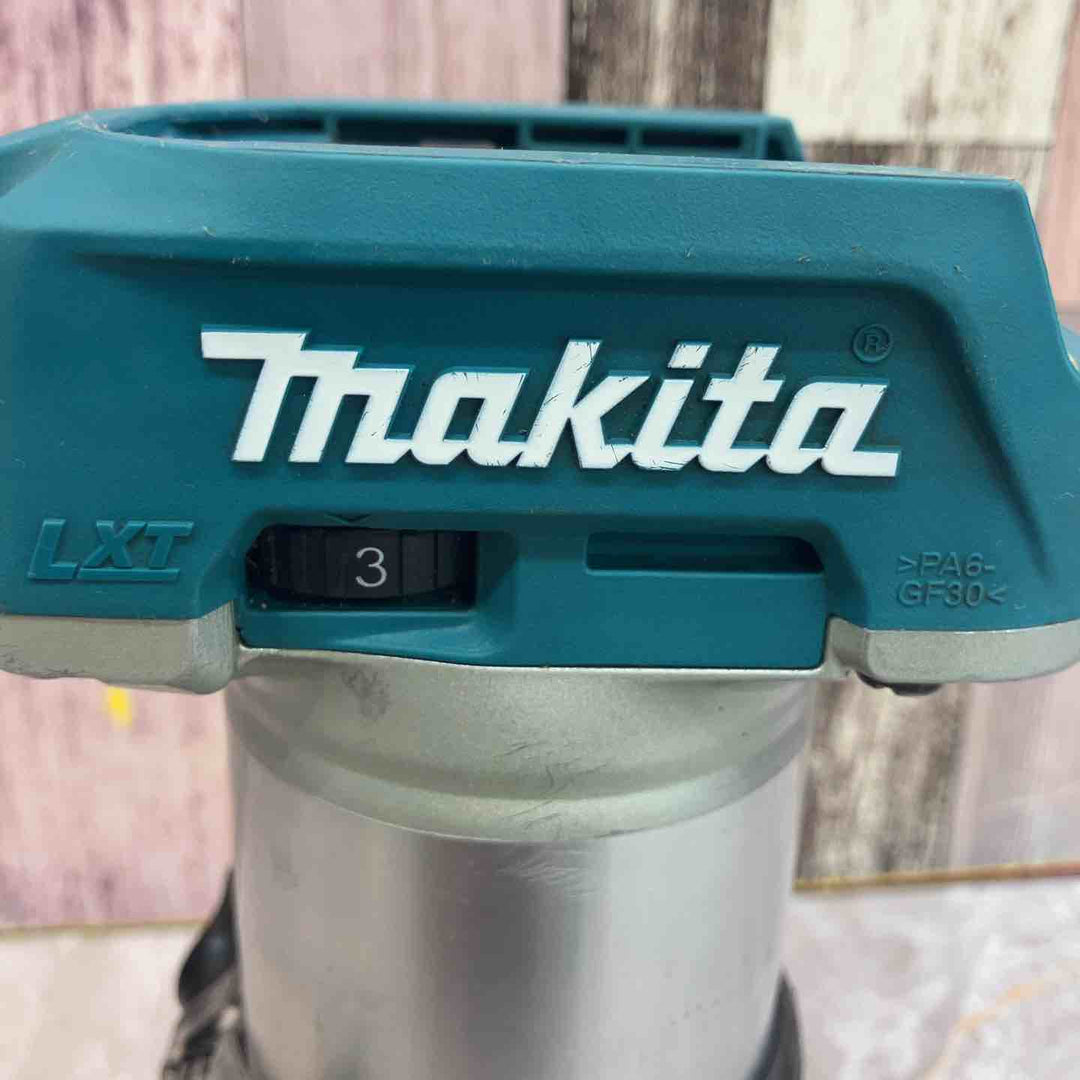 makita ®
LXT
3
>PA6-
GF30<